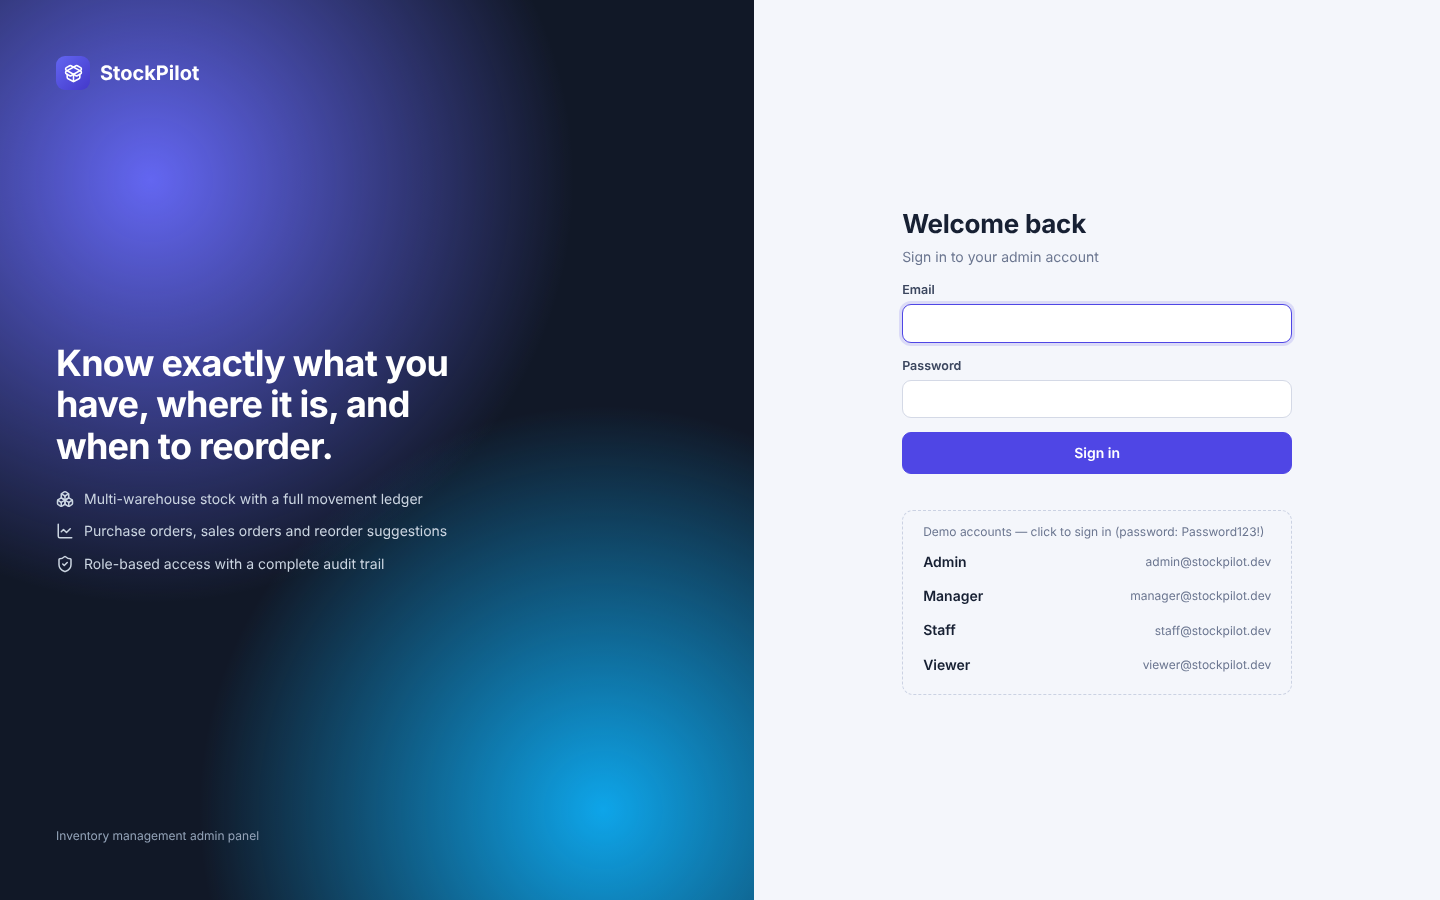 StockPilot
Know exactly what you
have, where it is, and
when to reorder.
Multi-warehouse stock with a full movement ledger
Purchase orders, sales orders and reorder suggestions
Role-based access with a complete audit trail
Inventory management admin panel
Welcome back
Sign in to your admin account
Email
Password
Sign in
Demo accounts — click to sign in (password: Password123!)
Admin admin@stockpilot.dev
Manager manager@stockpilot.dev
Staff staff@stockpilot.dev
Viewer viewer@stockpilot.dev